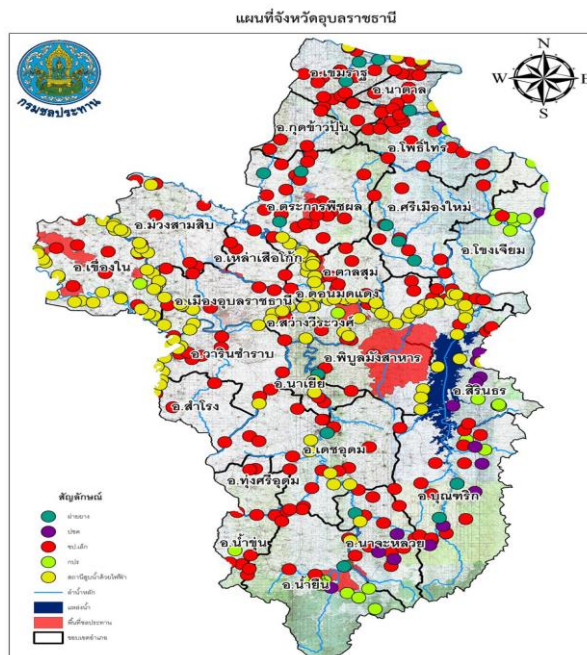 แผนที่จังหวัดอุบลราชธานี
กรมชลประทาน
N
W
E
S
อ.เขมราฐ
อ.นาตาล
อ.กุดข้าวปุ้น
อ.โพธิ์ไทร
อ.ตระการพืชผล
อ.ศรีเมืองใหม่
อ.ม่วงสามสิบ
อ.โขงเจียม
อ.เหล่าเสือโก้ก
อ.เขื่องใน
อ.ตาลสุม
อ.ดอนมดแดง
อ.เมืองอุบลราชธานี
อ.สว่างวีระวงศ์
อ.วารินชำราบ
อ.พิบูลมังสาหาร
อ.นาเยีย
อ.สิรินธร
อ.สำโรง
อ.เดชอุดม
อ.ทุ่งศรีอุดม
อ.บุณฑริก
อ.น้ำขุ่น
อ.นาจะหลวย
อ.น้ำยืน
สัญลักษณ์
ฝายยาง
ปชด
ชป.เล็ก
กปร
สถานีสูบน้ำด้วยไฟฟ้า
ลำน้ำหลัก
แหล่งน้ำ
พื้นที่ชลประทาน
ขอบเขตอำเภอ